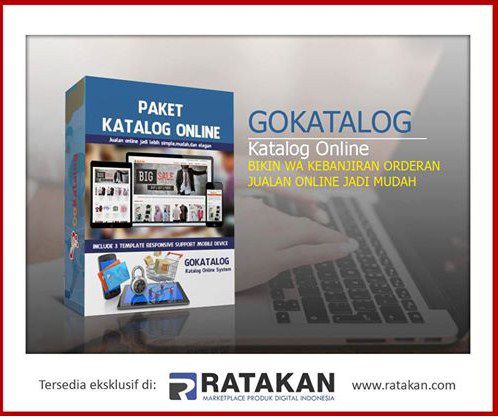 PAKET
KATALOG ONLINE
Jualan online jadi lebih simple,mudah,dan elegan
BIG SALE
INCLUDE 3 TEMPLATE RESPONSIVE SUPPORT MOBILE DEVICE
GOKATALOG
Katalog Online System
GOKATALOG
GOKATALOG
Katalog Online
BIKIN WA KEBANJIRAN ORDERAN
JUALAN ONLINE JADI MUDAH
Tersedia eksklusif di:
RATAKAN
MARKETPLACE PRODUK DIGITAL INDONESIA
www.ratakan.com